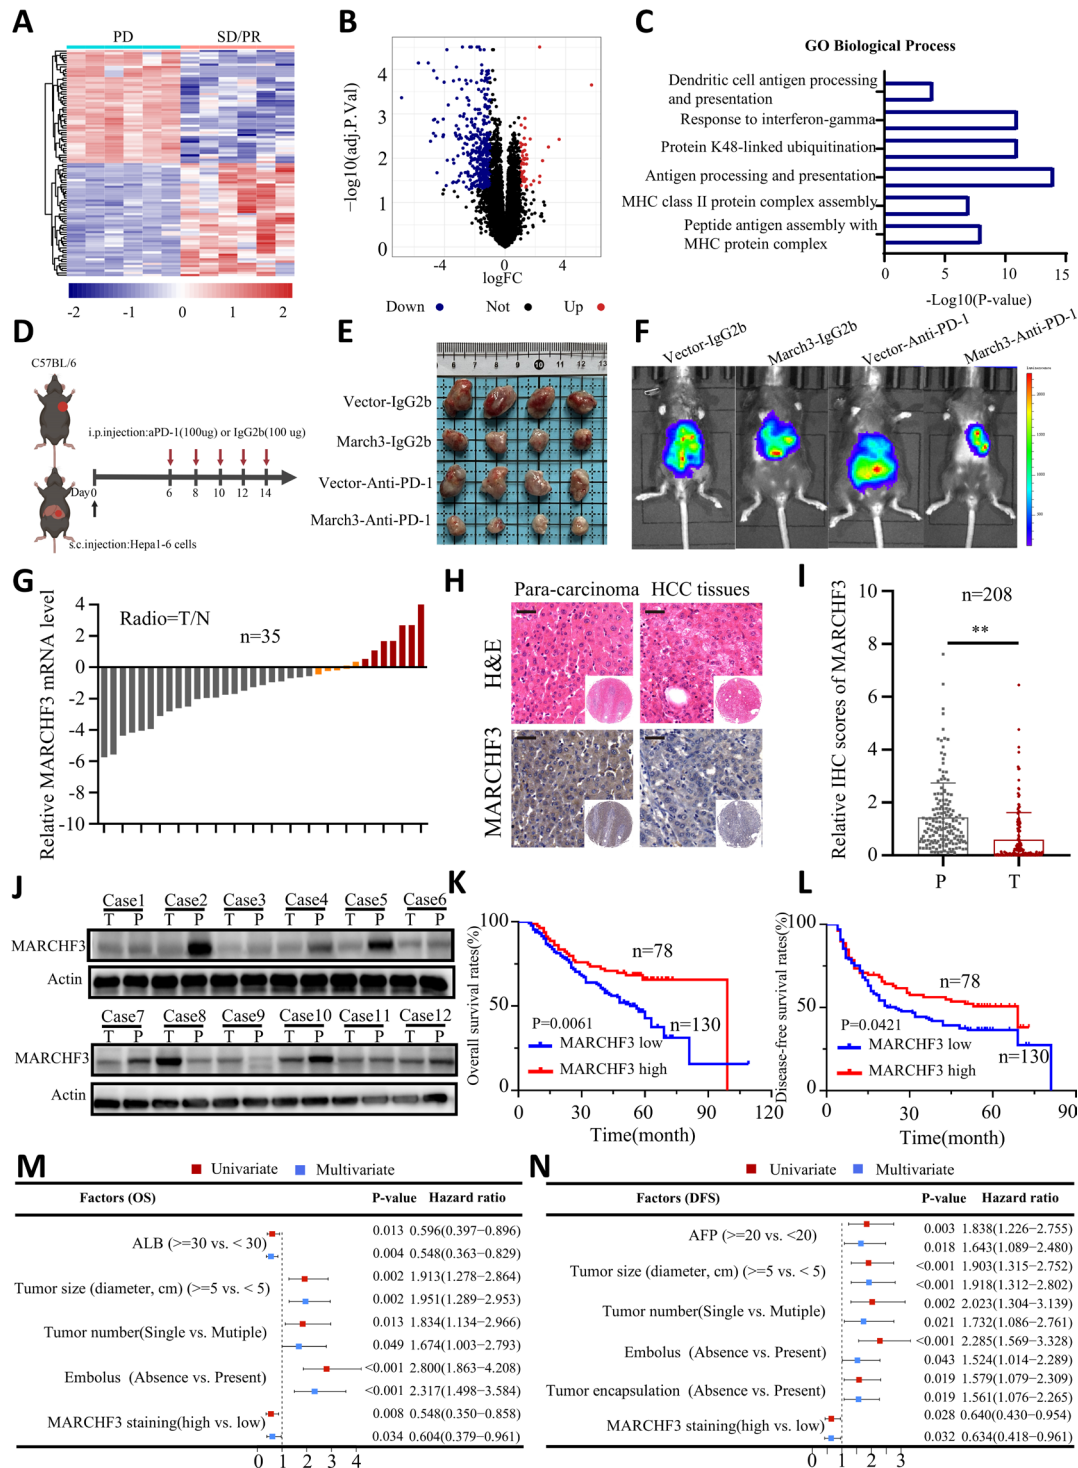 A
PD
SD/PR
-2
-1
0
1
2
B
−log10(adj.P.Val)
4
3
2
1
0
-4
0
4
logFC
Down
Not
Up
C
GO Biological Process
Dendritic cell antigen processing
and presentation
Response to interferon-gamma
Protein K48-linked ubiquitination
Antigen processing and presentation
MHC class II protein complex assembly
Peptide antigen assembly with
MHC protein complex
0
5
10
15
-Log10(P-value)
D
C57BL/6
i.p.injection:aPD-1(100ug) or IgG2b(100 ug)
Day
0
6
8
10
12
14
s.c.injection:Hepa1-6 cells
E
6
7
8
9
10
11
12
13
Vector-IgG2b
March3-IgG2b
Vector-Anti-PD-1
March3-Anti-PD-1
F
Vector-IgG2b
March3-IgG2b
Vector-Anti-PD-1
March3-Anti-PD-1
G
Relative MARCHF3 mRNA level
4
2
0
-2
-4
-6
-8
-10
Radio=T/N
n=35
H
Para-carcinoma
HCC tissues
H&E
MARCHF3
I
Relative IHC scores of MARCHF3
10
8
6
4
2
0
n=208
**
P
T
J
Case1
Case2
Case3
Case4
Case5
Case6
T P T P T P T P T P T P
MARCHF3
Actin
Case7
Case8
Case9
Case10
Case11
Case12
T P T P T P T P T P T P
MARCHF3
Actin
K
Overall survival rates(%)
100
50
0
n=78
n=130
P=0.0061
MARCHF3 low
MARCHF3 high
0
30
60
90
120
Time(month)
L
Disease-free survival rates(%)
100
50
0
n=78
P=0.0421
MARCHF3 low
n=130
MARCHF3 high
0
30
60
90
Time(month)
M
Univariate
Multivariate
Factors (OS)
P-value
Hazard ratio
ALB (>=30 vs. < 30)
0.013 0.596(0.397−0.896)
0.004 0.548(0.363−0.829)
Tumor size (diameter, cm) (>=5 vs. < 5)
0.002 1.913(1.278−2.864)
0.002 1.951(1.289−2.953)
Tumor number(Single vs. Mutiple)
0.013 1.834(1.134−2.966)
0.049 1.674(1.003−2.793)
Embolus (Absence vs. Present)
<0.001 2.800(1.863−4.208)
<0.001 2.317(1.498−3.584)
MARCHF3 staining(high vs. low)
0.008 0.548(0.350−0.858)
0.034 0.604(0.379−0.961)
0
1
2
3
4
N
Univariate
Multivariate
Factors (DFS)
P-value
Hazard ratio
AFP (>=20 vs. <20)
0.003 1.838(1.226−2.755)
0.018 1.643(1.089−2.480)
Tumor size (diameter, cm) (>=5 vs. < 5)
<0.001 1.903(1.315−2.752)
<0.001 1.918(1.312−2.802)
Tumor number(Single vs. Mutiple)
0.002 2.023(1.304−3.139)
0.021 1.732(1.086−2.761)
Embolus (Absence vs. Present)
<0.001 2.285(1.569−3.328)
0.043 1.524(1.014−2.289)
Tumor encapsulation (Absence vs. Present)
0.019 1.579(1.079−2.309)
0.019 1.561(1.076−2.265)
MARCHF3 staining(high vs. low)
0.028 0.640(0.430−0.954)
0.032 0.634(0.418−0.961)
0
1
2
3